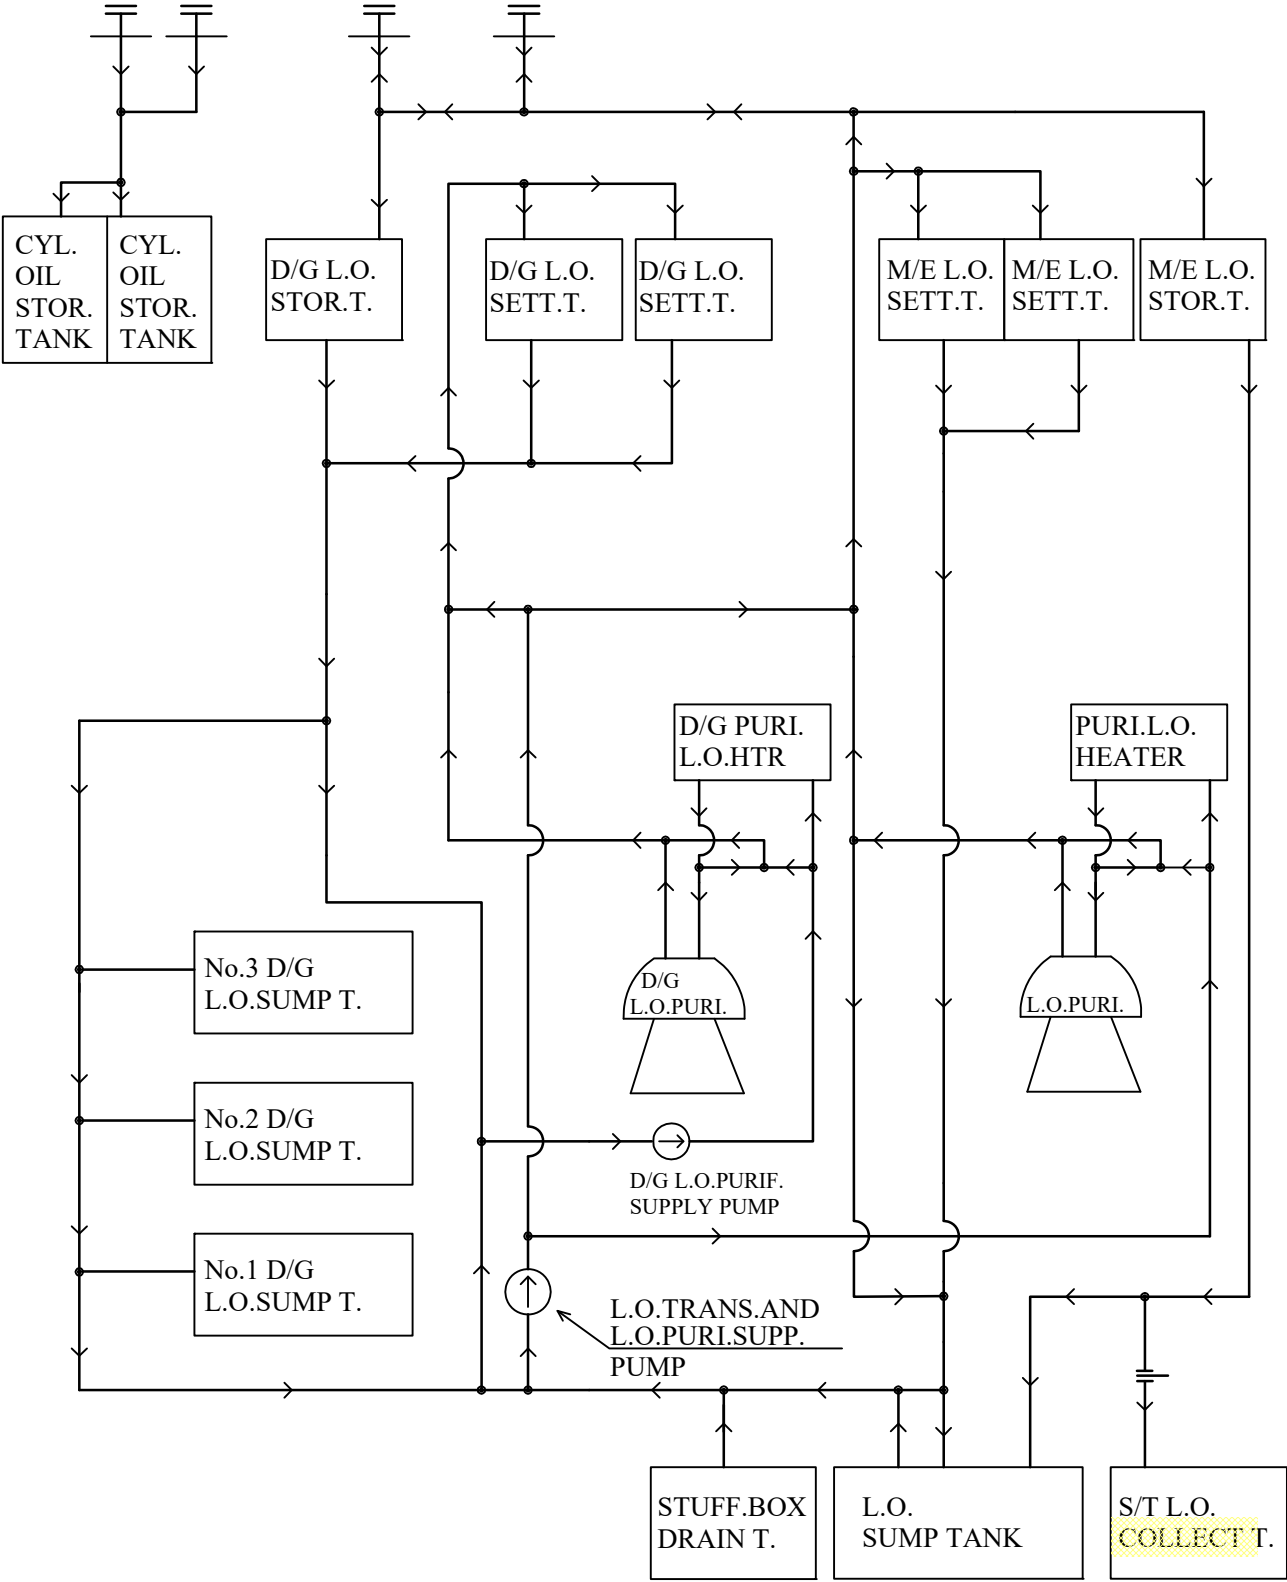 CYL.
OIL
STOR.
TANK
CYL.
OIL
STOR.
TANK
D/G L.O.
STOR.T.
D/G L.O.
SETT.T.
D/G L.O.
SETT.T.
M/E L.O.
SETT.T.
M/E L.O.
SETT.T.
M/E L.O.
STOR.T.
D/G PURI.
L.O.HTR
PURI.L.O.
HEATER
No.3 D/G
L.O.SUMP T.
D/G
L.O.PURI.
L.O.PURI.
No.2 D/G
L.O.SUMP T.
D/G L.O.PURIF.
SUPPLY PUMP
No.1 D/G
L.O.SUMP T.
L.O.TRANS.AND
L.O.PURI.SUPP.
PUMP
STUFF.BOX
DRAIN T.
L.O.
SUMP TANK
S/T L.O.
COLLECT T.